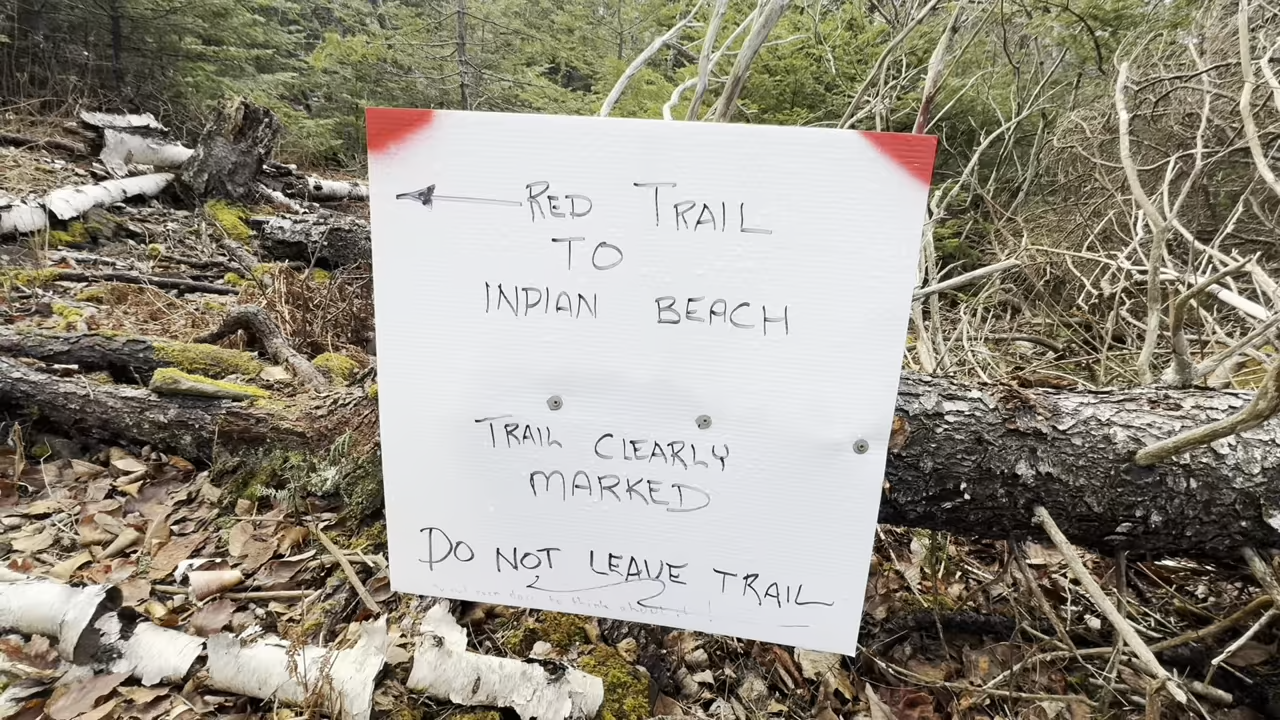 RED TRAIL
TO
INDIAN BEACH
TRAIL CLEARLY
MARKED
DO NOT LEAVE TRAIL